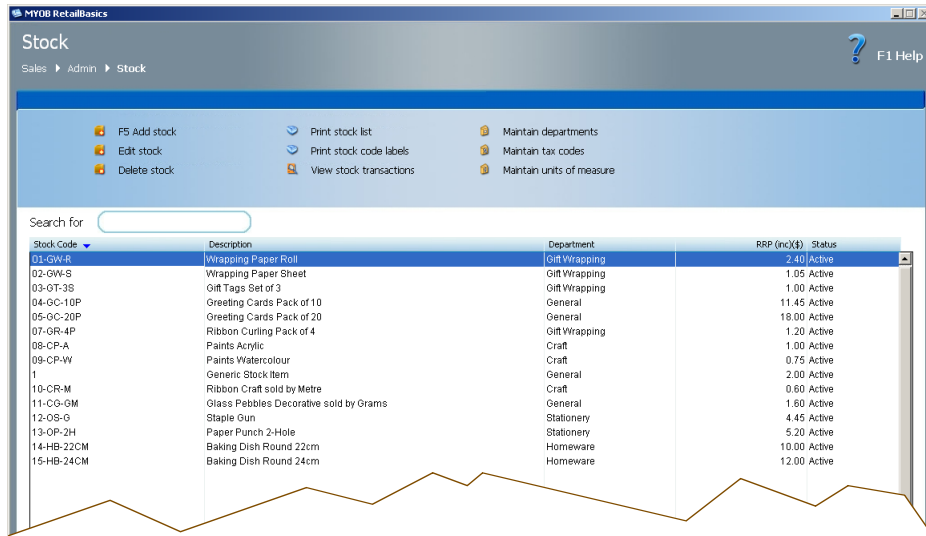 MYOB RetailBasics
Stock
F1 Help
Sales Admin Stock
F5 Add stock Print stock list Maintain departments
Edit stock Print stock code labels Maintain tax codes
Delete stock View stock transactions Maintain units of measure
Search for
Stock Code Description Department RRP (inc)($) Status
01-GW-R Wrapping Paper Roll Gift Wrapping 2.40 Active
02-GW-S Wrapping Paper Sheet Gift Wrapping 1.05 Active
03-GT-3S Gift Tags Set of 3 Gift Wrapping 1.00 Active
04-GC-10P Greeting Cards Pack of 10 General 11.45 Active
05-GC-20P Greeting Cards Pack of 20 General 18.00 Active
07-GR-4P Ribbon Curling Pack of 4 Gift Wrapping 1.20 Active
08-CP-A Paints Acrylic Craft 1.00 Active
09-CP-W Paints Watercolour Craft 0.75 Active
1 Generic Stock Item General 2.00 Active
10-CR-M Ribbon Craft sold by Metre Craft 0.60 Active
11-CG-GM Glass Pebbles Decorative sold by Grams General 1.60 Active
12-OS-G Staple Gun Stationery 4.45 Active
13-OP-2H Paper Punch 2-Hole Stationery 5.20 Active
14-HB-22CM Baking Dish Round 22cm Homeware 10.00 Active
15-HB-24CM Baking Dish Round 24cm Homeware 12.00 Active